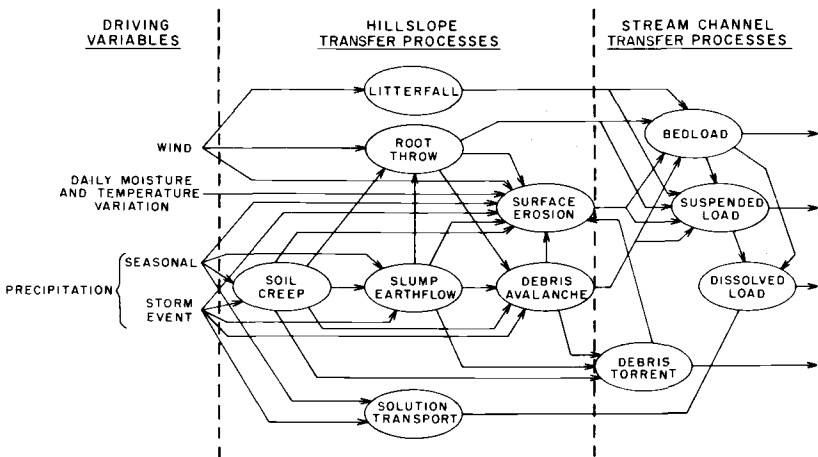 DRIVING
VARIABLES
HILLSLOPE
TRANSFER PROCESSES
STREAM CHANNEL
TRANSFER PROCESSES
LITTERFALL
WIND
ROOT
THROW
BEDLOAD
DAILY MOISTURE
AND TEMPERATURE
VARIATION
SURFACE
EROSION
SUSPENDED
LOAD
PRECIPITATION
SEASONAL
STORM
EVENT
SOIL
CREEP
SLUMP
EARTHFLOW
DEBRIS
AVALANCHE
DISSOLVED
LOAD
DEBRIS
TORRENT
SOLUTION
TRANSPORT